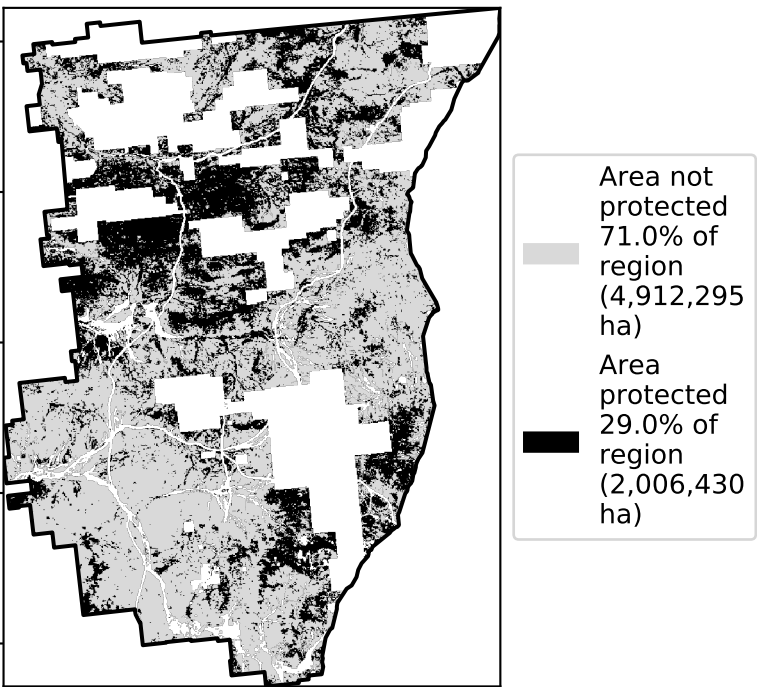 Area not
protected
71.0% of
region
(4,912,295
ha)
Area
protected
29.0% of
region
(2,006,430
ha)